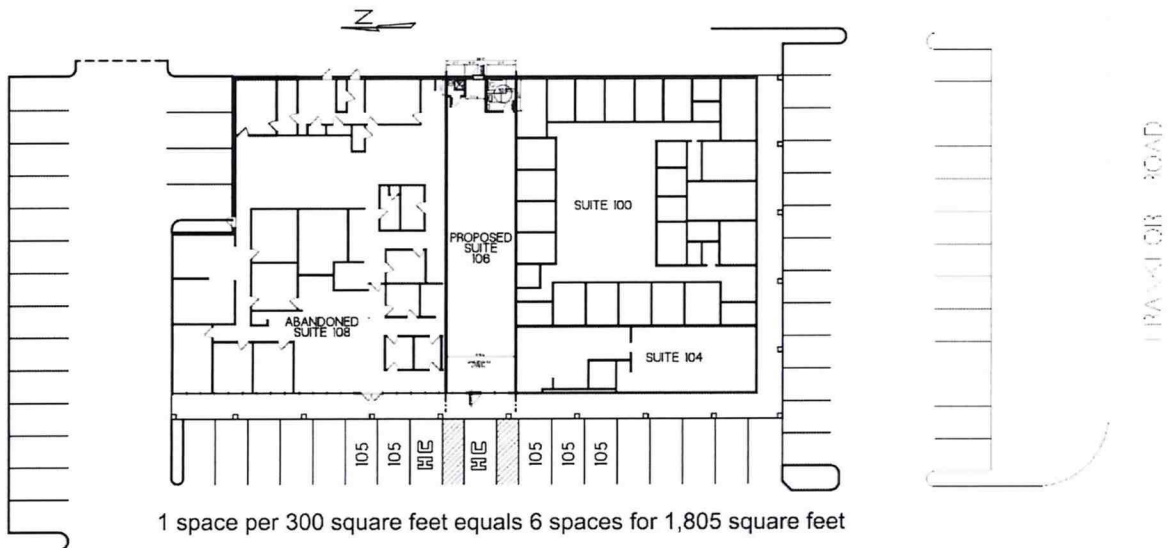 Z
SUITE 100
PROPOSED
SUITE
106
ABANDONED
SUITE 108
SUITE 104
105
105
HC
HC
105
105
105
1 space per 300 square feet equals 6 spaces for 1,805 square feet
ROAD